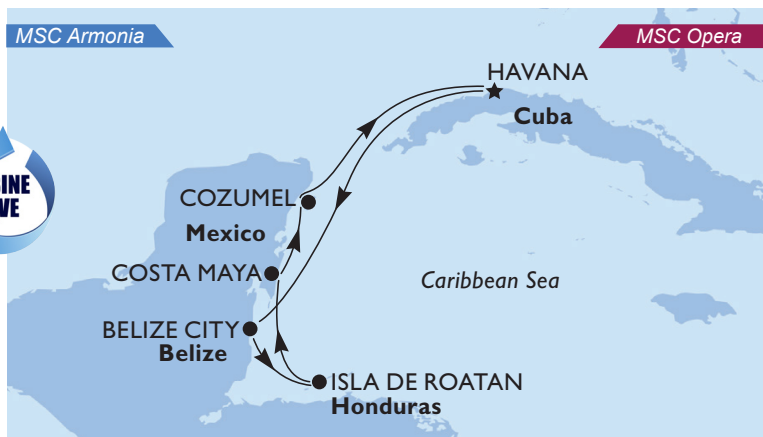 MSC Armonia
MSC Opera
HAVANA
Cuba
COZUMEL
Mexico
COSTA MAYA
Caribbean Sea
BELIZE CITY
Belize
ISLA DE ROATAN
Honduras